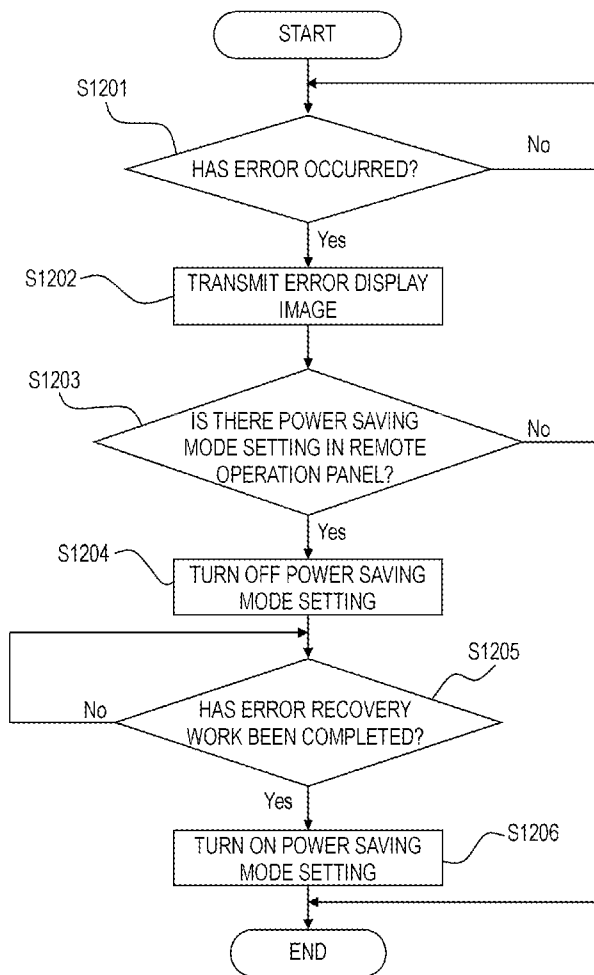 START
S1201
HAS ERROR OCCURRED?
No
Yes
S1202
TRANSMIT ERROR DISPLAY
IMAGE
S1203
IS THERE POWER SAVING
MODE SETTING IN REMOTE
OPERATION PANEL?
No
Yes
S1204
TURN OFF POWER SAVING
MODE SETTING
S1205
HAS ERROR RECOVERY
WORK BEEN COMPLETED?
No
Yes
S1206
TURN ON POWER SAVING
MODE SETTING
END